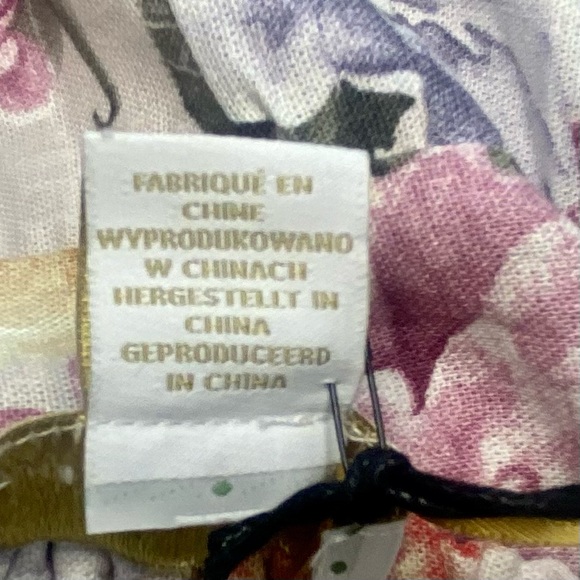 FABRIQUÉ EN
CHINE
WYPRODUKOWANO
W CHINACH
HERGESTELLT IN
CHINA
GEPRODUCEERD
IN CHINA